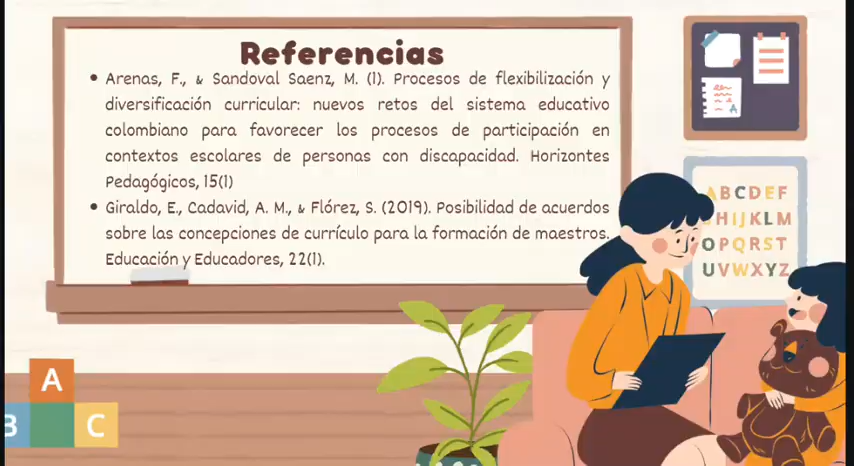 Referencias
Arenas, F., & Sandoval Saenz, M. (1). Procesos de flexibilización y
diversificación curricular: nuevos retos del sistema educativo
colombiano para favorecer los procesos de participación en
contextos escolares de personas con discapacidad. Horizontes
Pedagógicos, 15(1)
Giraldo, E., Cadavid, A. M., & Flórez, S. (2019). Posibilidad de acuerdos
sobre las concepciones de currículo para la formación de maestros.
Educación y Educadores, 22(1).
A
ABCDEF
HIJKLM
OPQRST
UVWXYZ
A
B C